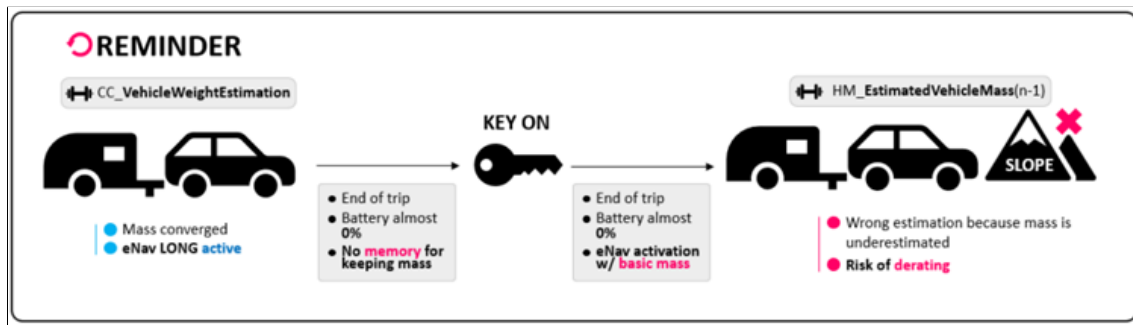 REMINDER
CC_VehicleWeightEstimation
HM_EstimatedVehicleMass(n-1)
KEY ON
SLOPE
● Mass converged
● eNav LONG active
● End of trip
● Battery almost
0%
● No memory for
keeping mass
● End of trip
● Battery almost
0%
● eNav activation
w/ basic mass
● Wrong estimation because mass is
underestimated
● Risk of derating